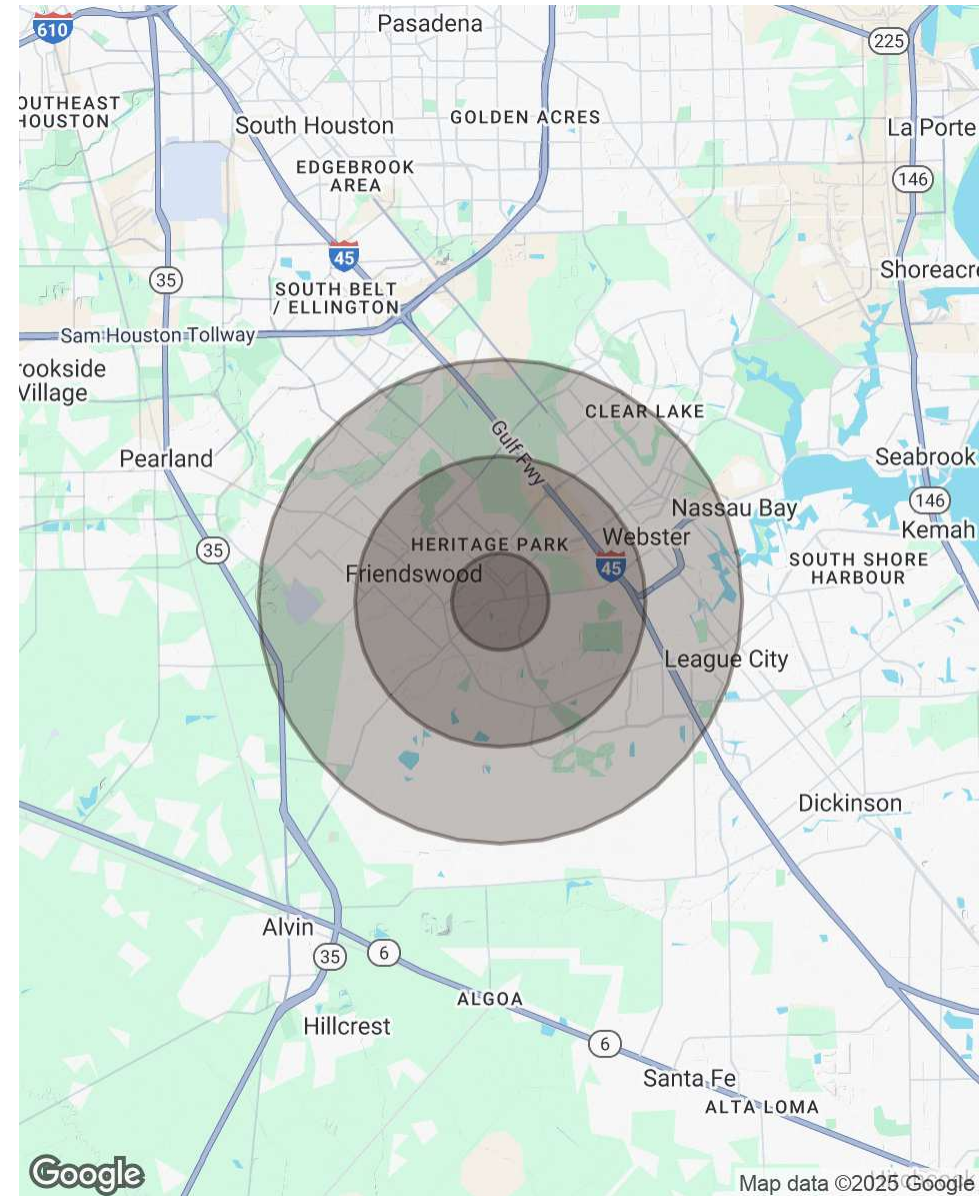 610
Pasadena
225
OUTHEAST
HOUSTON
GOLDEN ACRES
South Houston
La Porte
EDGEBROOK
AREA
146
45
35
Shoreacre
SOUTH BELT
/ ELLINGTON
Sam Houston Tollway
rookside
Village
CLEAR LAKE
Gulf Fwy
Pearland
Seabrook
146
Nassau Bay
Kemah
Webster
35
HERITAGE PARK
SOUTH SHORE
HARBOUR
45
Friendswood
League City
Dickinson
Alvin
35
6
ALGOA
Hillcrest
6
Santa Fe
ALTA LOMA
Google
Map data ©2025 Google